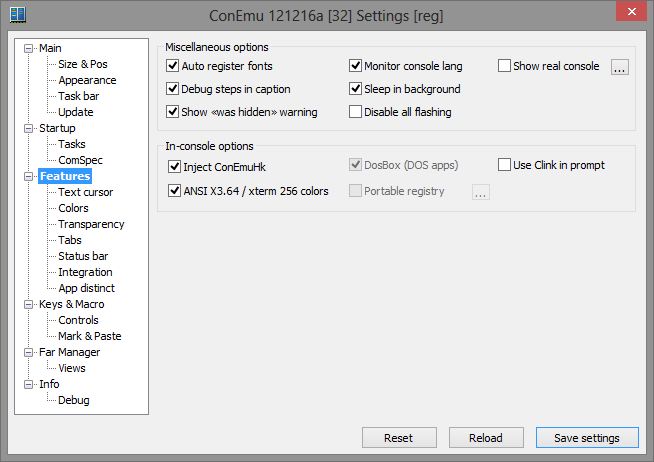 ConEmu 121216a [32] Settings [reg]
Main
Size & Pos
Appearance
Task bar
Update
Startup
Tasks
ComSpec
Features
Text cursor
Colors
Transparency
Tabs
Status bar
Integration
App distinct
Keys & Macro
Controls
Mark & Paste
Far Manager
Views
Info
Debug
Miscellaneous options
Auto register fonts
Monitor console lang
Show real console
...
Debug steps in caption
Sleep in background
Show «was hidden» warning
Disable all flashing
In-console options
Inject ConEmuHk
DosBox (DOS apps)
Use Clink in prompt
ANSI X3.64 / xterm 256 colors
Portable registry
...
Reset
Reload
Save settings